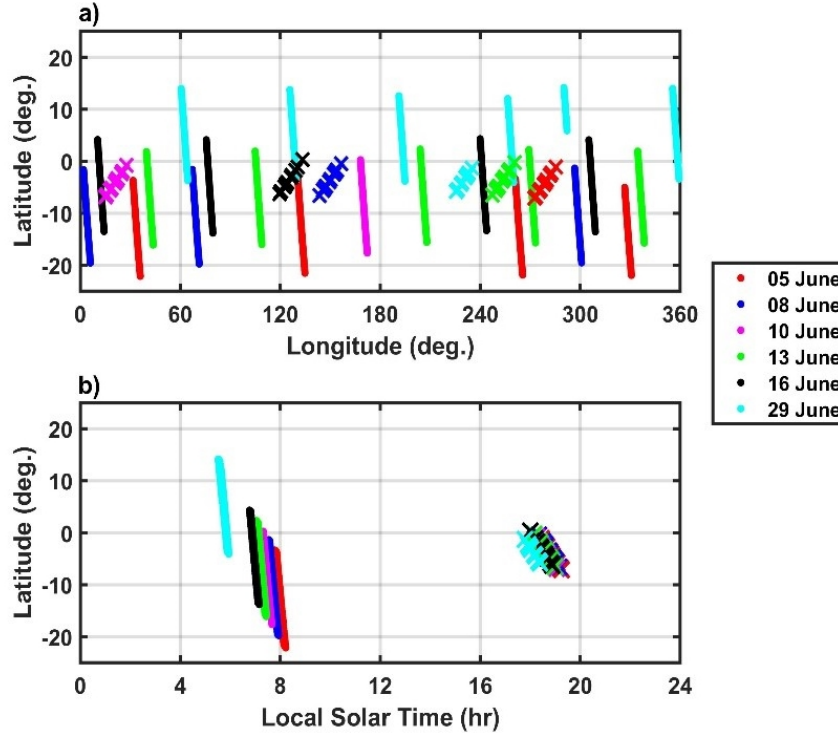 a)
20
10
0
-10
-20
Latitude (deg.)
0 60 120 180 240 300 360
Longitude (deg.)
05 June
08 June
10 June
13 June
16 June
29 June
b)
20
10
0
-10
-20
Latitude (deg.)
0 4 8 12 16 20 24
Local Solar Time (hr)